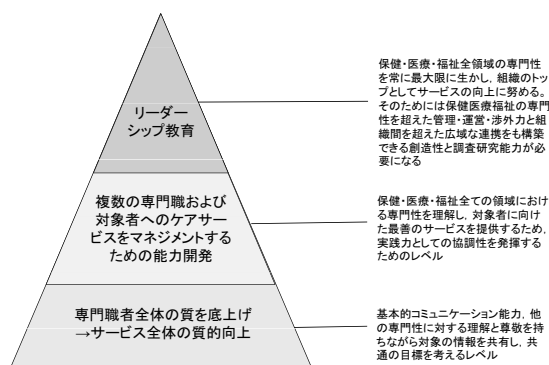 リーダー
シップ教育
保健・医療・福祉全領域の専門性
を常に最大限に生かし，組織のトッ
プとしてサービスの向上に努める。
そのためには保健医療福祉の専門
性を超えた管理・運営・渉外力と組
織間を超えた広域な連携をも構築
できる創造性と調査研究能力が必
要になる
複数の専門職および
対象者へのケアサー
ビスをマネジメントする
ための能力開発
保健・医療・福祉全ての領域におけ
る専門性を理解し，対象者に向け
た最善のサービスを提供するため，
実践力としての協調性を発揮する
ためのレベル
専門職者全体の質を底上げ
→サービス全体の質的向上
基本的コミュニケーション能力，他
の専門性に対する理解と尊敬を持
ちながら対象の情報を共有し，共
通の目標を考えるレベル